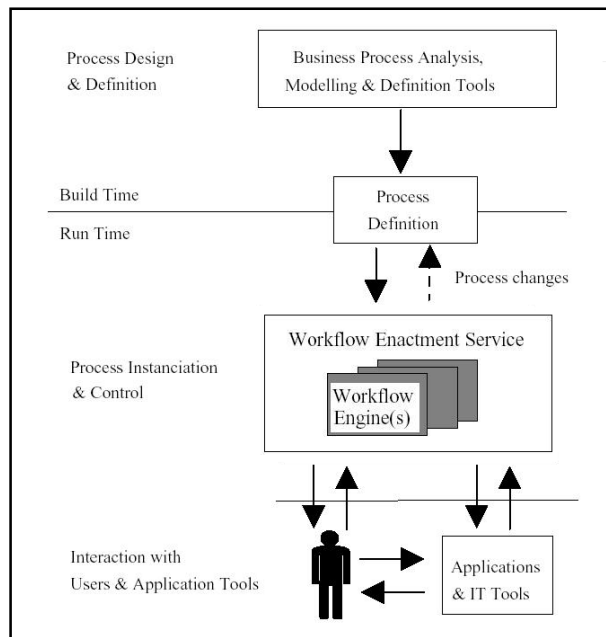 Process Design
& Definition
Business Process Analysis,
Modelling & Definition Tools
Build Time
Process
Definition
Run Time
Process changes
Workflow Enactment Service
Process Instanciation
& Control
Workflow
Engine(s)
Interaction with
Users & Application Tools
Applications
& IT Tools